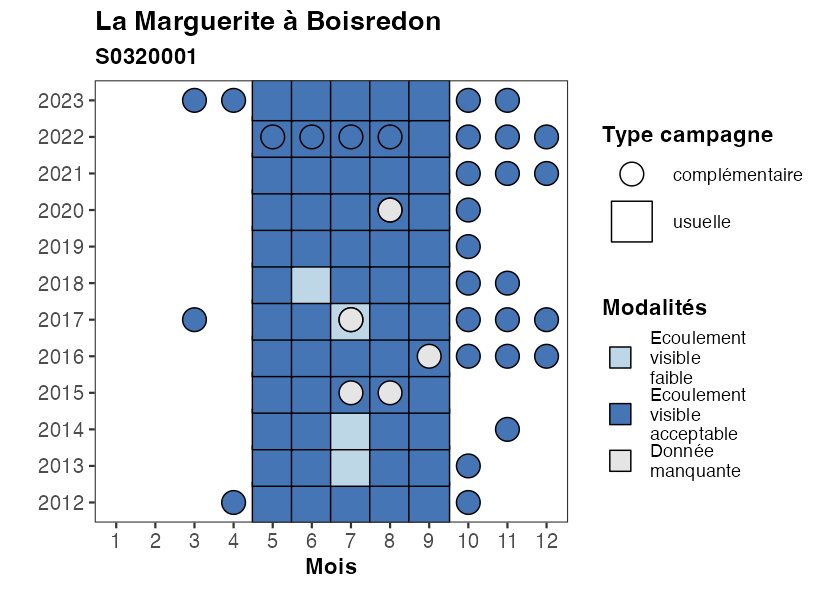 La Marguerite à Boisredon
S0320001
2023
2022
2021
2020
2019
2018
2017
2016
2015
2014
2013
2012
1 2 3 4 5 6 7 8 9 10 11 12
Mois
Type campagne
complémentaire
usuelle
Modalités
Ecoulement
visible
faible
Ecoulement
visible
acceptable
Donnée
manquante